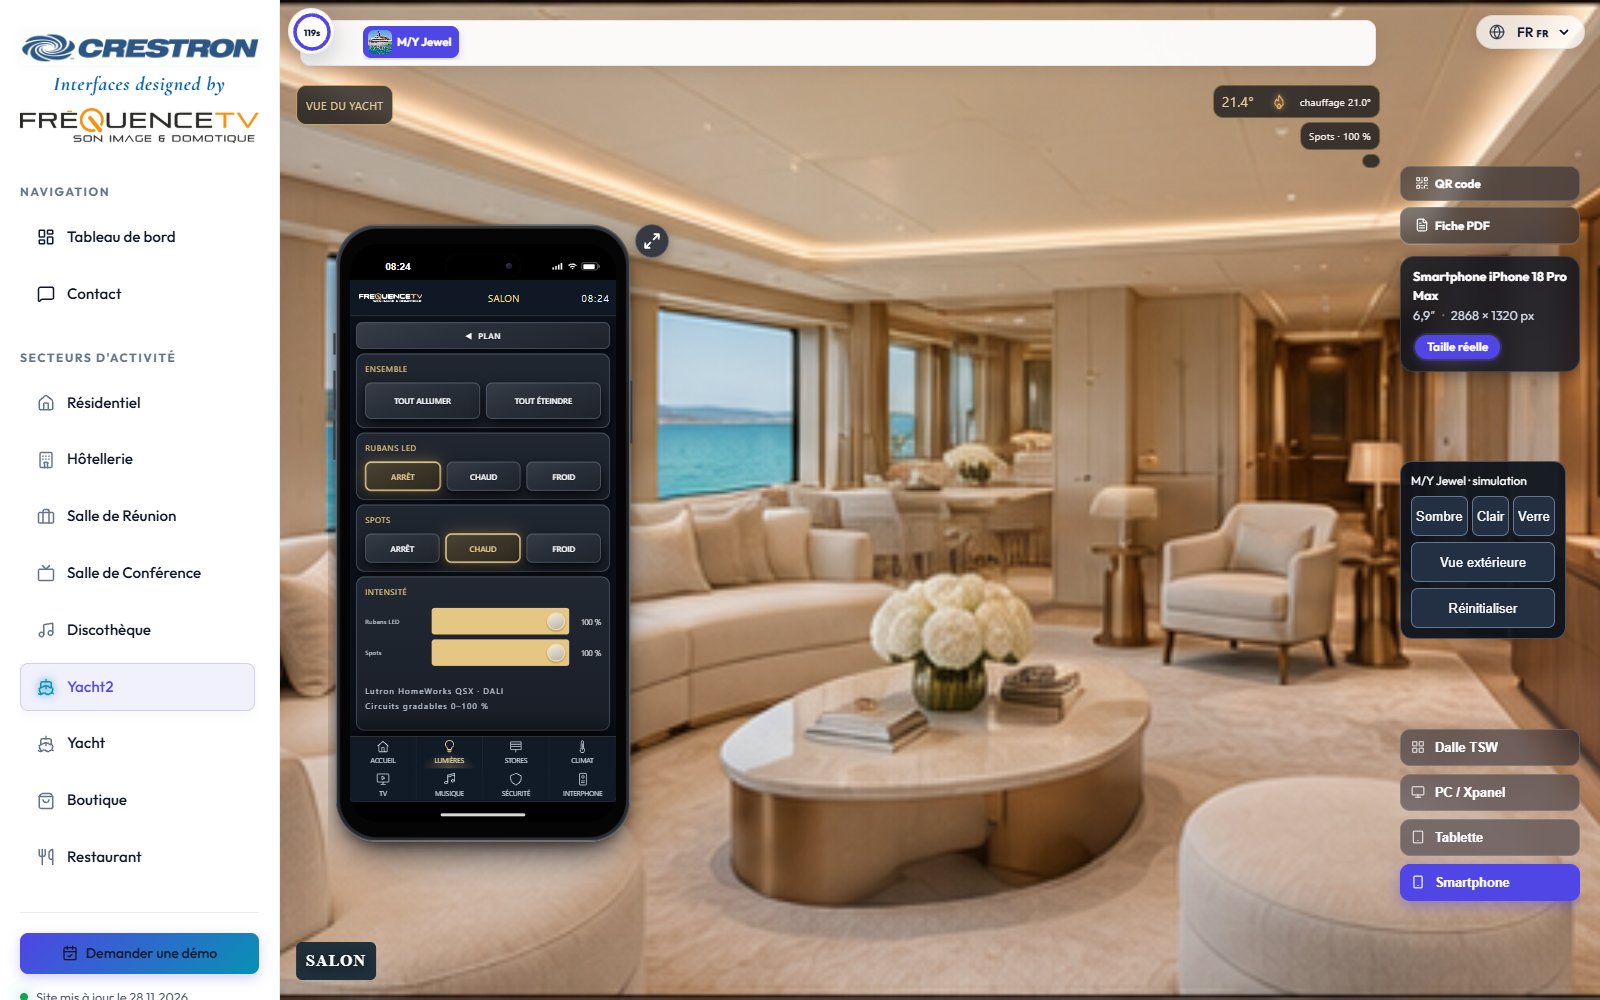 CRESTRON
Interfaces designed by
FREQUENCETV
SON IMAGE & DOMOTIQUE
NAVIGATION
Tableau de bord
Contact
SECTEURS D'ACTIVITÉ
Résidentiel
Hôtellerie
Salle de Réunion
Salle de Conférence
Discothèque
Yacht2
Yacht
Boutique
Restaurant
Demander une démo
Site mis à jour le 28.11.2026
119s
M/Y Jewel
FR FR
VUE DU YACHT
21.4° chauffage 21.0°
Spots · 100 %
08:24
FREQUENCETV SALON 08:24
◄ PLAN
ENSEMBLE
TOUT ALLUMER TOUT ÉTEINDRE
RUBANS LED
ARRÊT CHAUD FROID
SPOTS
ARRÊT CHAUD FROID
INTENSITÉ
Rubans LED 100 %
Spots 100 %
Lutron HomeWorks QSX · DALI
Circuits gradables 0–100 %
ACCUEIL LUMIÈRES STORES CLIMAT
TV MUSIQUE SÉCURITÉ INTERPHONE
QR code
Fiche PDF
Smartphone iPhone 18 Pro
Max
6,9" · 2868 × 1320 px
Taille réelle
M/Y Jewel · simulation
Sombre Clair Verre
Vue extérieure
Réinitialiser
Dalle TSW
PC / Xpanel
Tablette
Smartphone
SALON